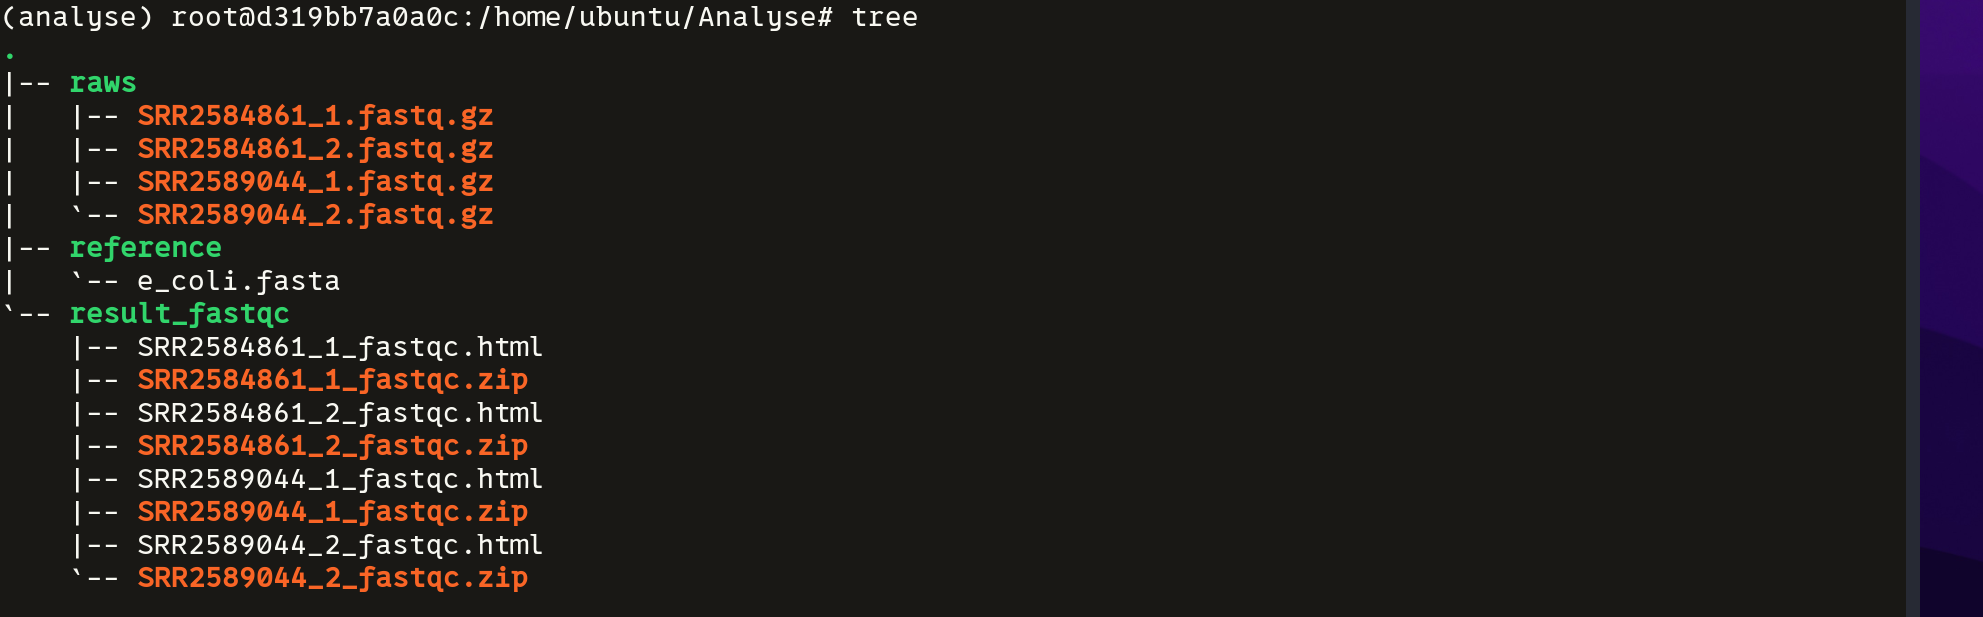 (analyse) root@d319bb7a0a0c:/home/ubuntu/Analyse# tree
.
|-- raws
|   |-- SRR2584861_1.fastq.gz
|   |-- SRR2584861_2.fastq.gz
|   |-- SRR2589044_1.fastq.gz
|   `-- SRR2589044_2.fastq.gz
|-- reference
|   `-- e_coli.fasta
`-- result_fastqc
    |-- SRR2584861_1_fastqc.html
    |-- SRR2584861_1_fastqc.zip
    |-- SRR2584861_2_fastqc.html
    |-- SRR2584861_2_fastqc.zip
    |-- SRR2589044_1_fastqc.html
    |-- SRR2589044_1_fastqc.zip
    |-- SRR2589044_2_fastqc.html
    `-- SRR2589044_2_fastqc.zip